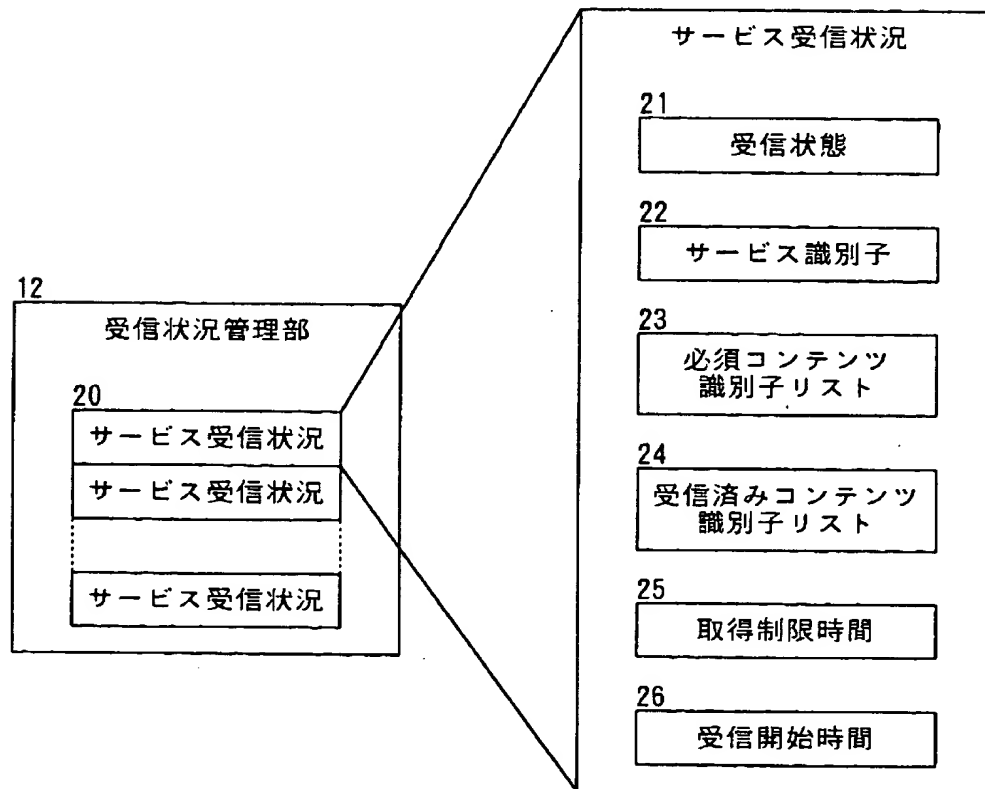 サービス受信状況
21
受信状態
22
サービス識別子
23
必須コンテンツ
識別子リスト
24
受信済みコンテンツ
識別子リスト
25
取得制限時間
26
受信開始時間
12
受信状況管理部
20
サービス受信状況
サービス受信状況
サービス受信状況